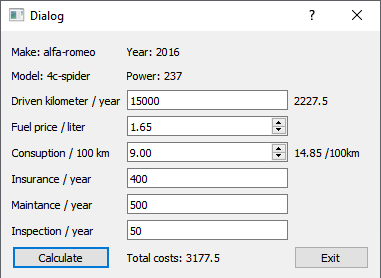 Dialog
Make: alfa-romeo Year: 2016
Model: 4c-spider Power: 237
Driven kilometer / year 15000 2227.5
Fuel price / liter 1.65
Consuption / 100 km 9.00 14.85 /100km
Insurance / year 400
Maintance / year 500
Inspection / year 50
Calculate Total costs: 3177.5 Exit